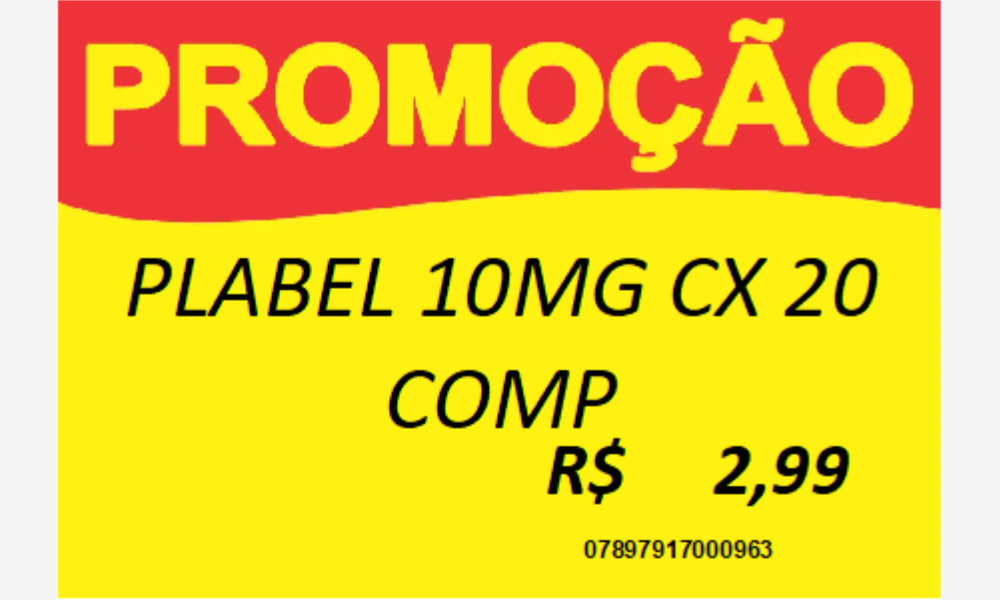 PROMOÇÃO
PLABEL 10MG CX 20
COMP
R$ 2,99
07897917000963